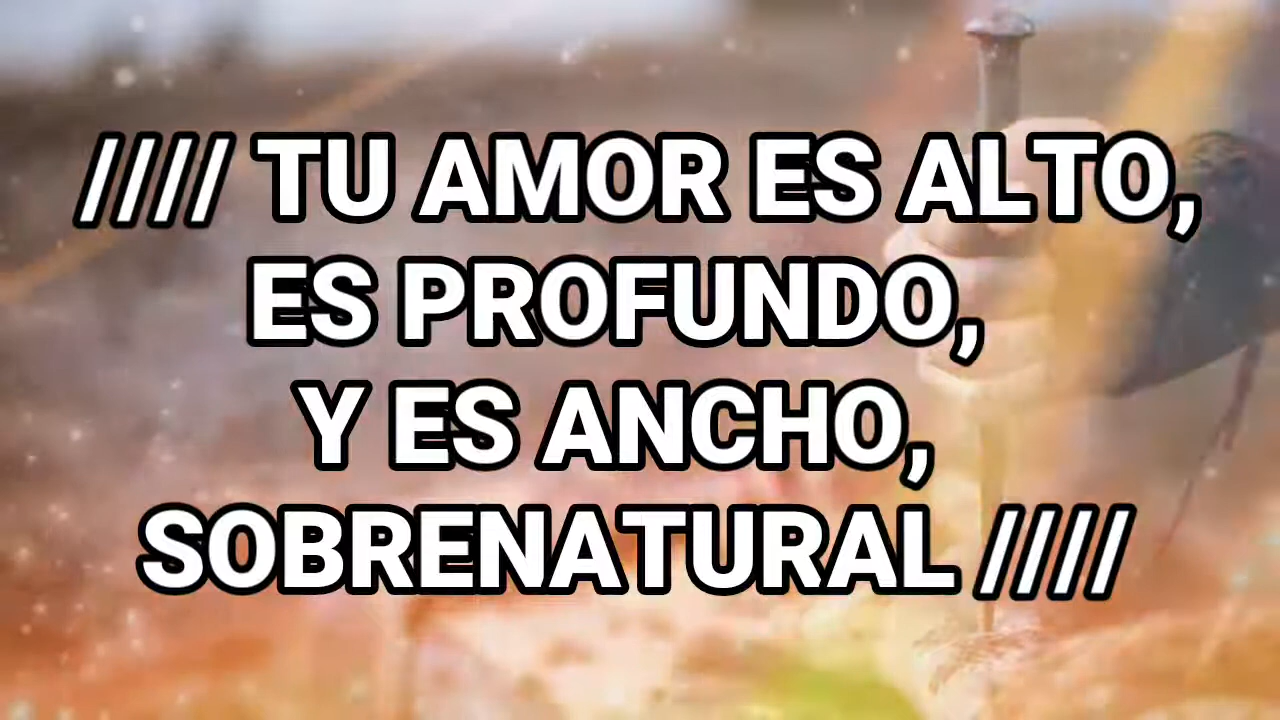 //// TU AMOR ES ALTO,
ES PROFUNDO,
Y ES ANCHO,
SOBRENATURAL ////